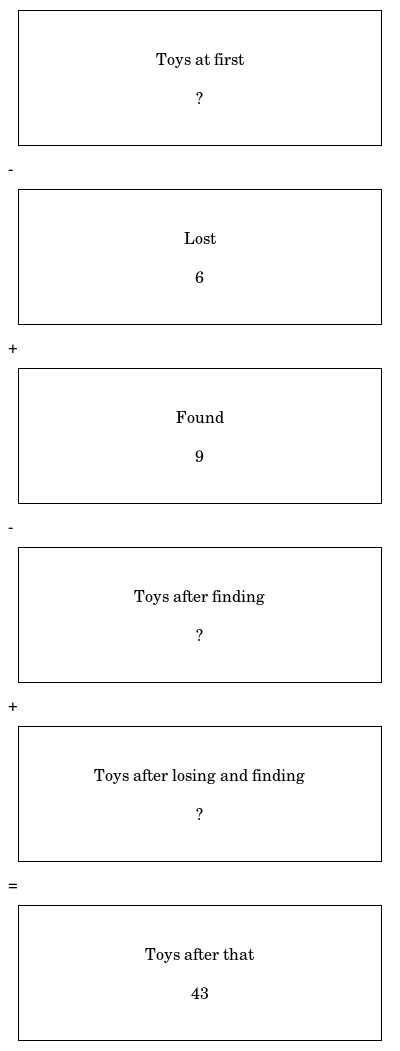 Toys at first
?
-
Lost
6
+
Found
9
-
Toys after finding
?
+
Toys after losing and finding
?
=
Toys after that
43